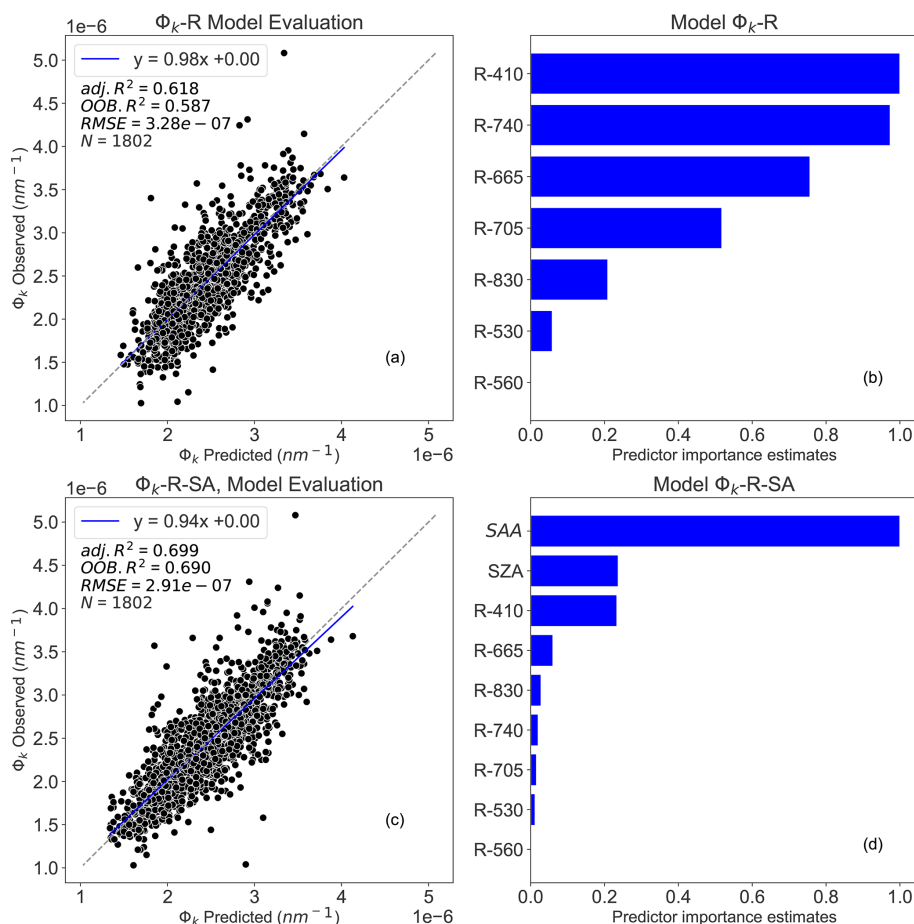 1e−6
Φk-R Model Evaluation
y = 0.98x +0.00
adj. R² = 0.618
OOB. R² = 0.587
RMSE = 3.28e − 07
N = 1802
5.0
4.5
4.0
3.5
3.0
2.5
2.0
1.5
1.0
Φk Observed (nm⁻¹)
(a)
1
2
3
4
5
Φk Predicted (nm⁻¹)
1e−6
Model Φk-R
R-410
R-740
R-665
R-705
R-830
R-530
R-560
(b)
0.0
0.2
0.4
0.6
0.8
1.0
Predictor importance estimates
1e−6
Φk-R-SA, Model Evaluation
y = 0.94x +0.00
adj. R² = 0.699
OOB. R² = 0.690
RMSE = 2.91e − 07
N = 1802
5.0
4.5
4.0
3.5
3.0
2.5
2.0
1.5
1.0
Φk Observed (nm⁻¹)
(c)
1
2
3
4
5
Φk Predicted (nm⁻¹)
1e−6
Model Φk-R-SA
SAA
SZA
R-410
R-665
R-830
R-740
R-705
R-530
R-560
(d)
0.0
0.2
0.4
0.6
0.8
1.0
Predictor importance estimates